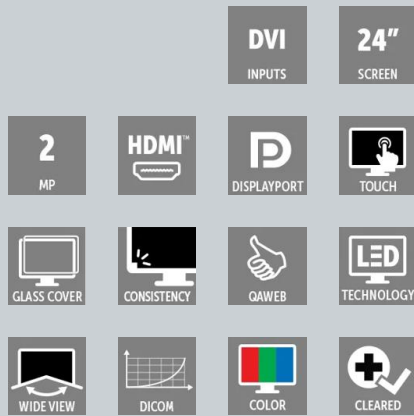 DVI
INPUTS
24"
SCREEN
2
MP
HDMI™
DISPLAYPORT
TOUCH
GLASS COVER
CONSISTENCY
QAWEB
LED
TECHNOLOGY
WIDE VIEW
DICOM
COLOR
CLEARED